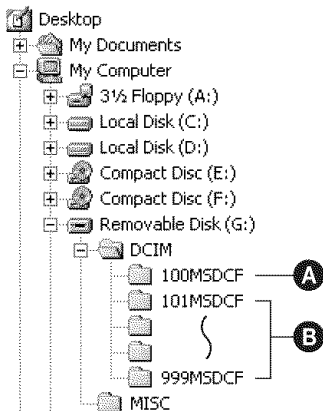 Desktop
My Documents
My Computer
3½ Floppy (A:)
Local Disk (C:)
Local Disk (D:)
Compact Disc (E:)
Compact Disc (F:)
Removable Disk (G:)
DCIM
100MSDCF A
101MSDCF
B
999MSDCF
MISC